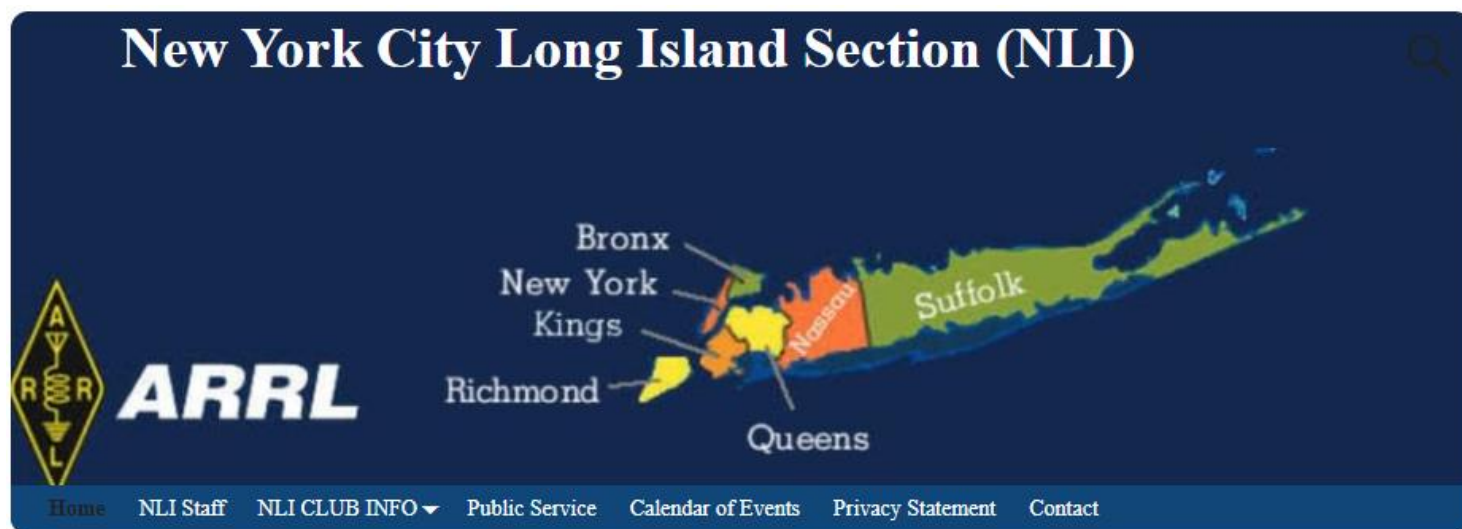 New York City Long Island Section (NLI)
Bronx
New York
Kings
Richmond
Queens
Nassau
Suffolk
A
R R
L
ARRL
Home NLI Staff NLI CLUB INFO Public Service Calendar of Events Privacy Statement Contact